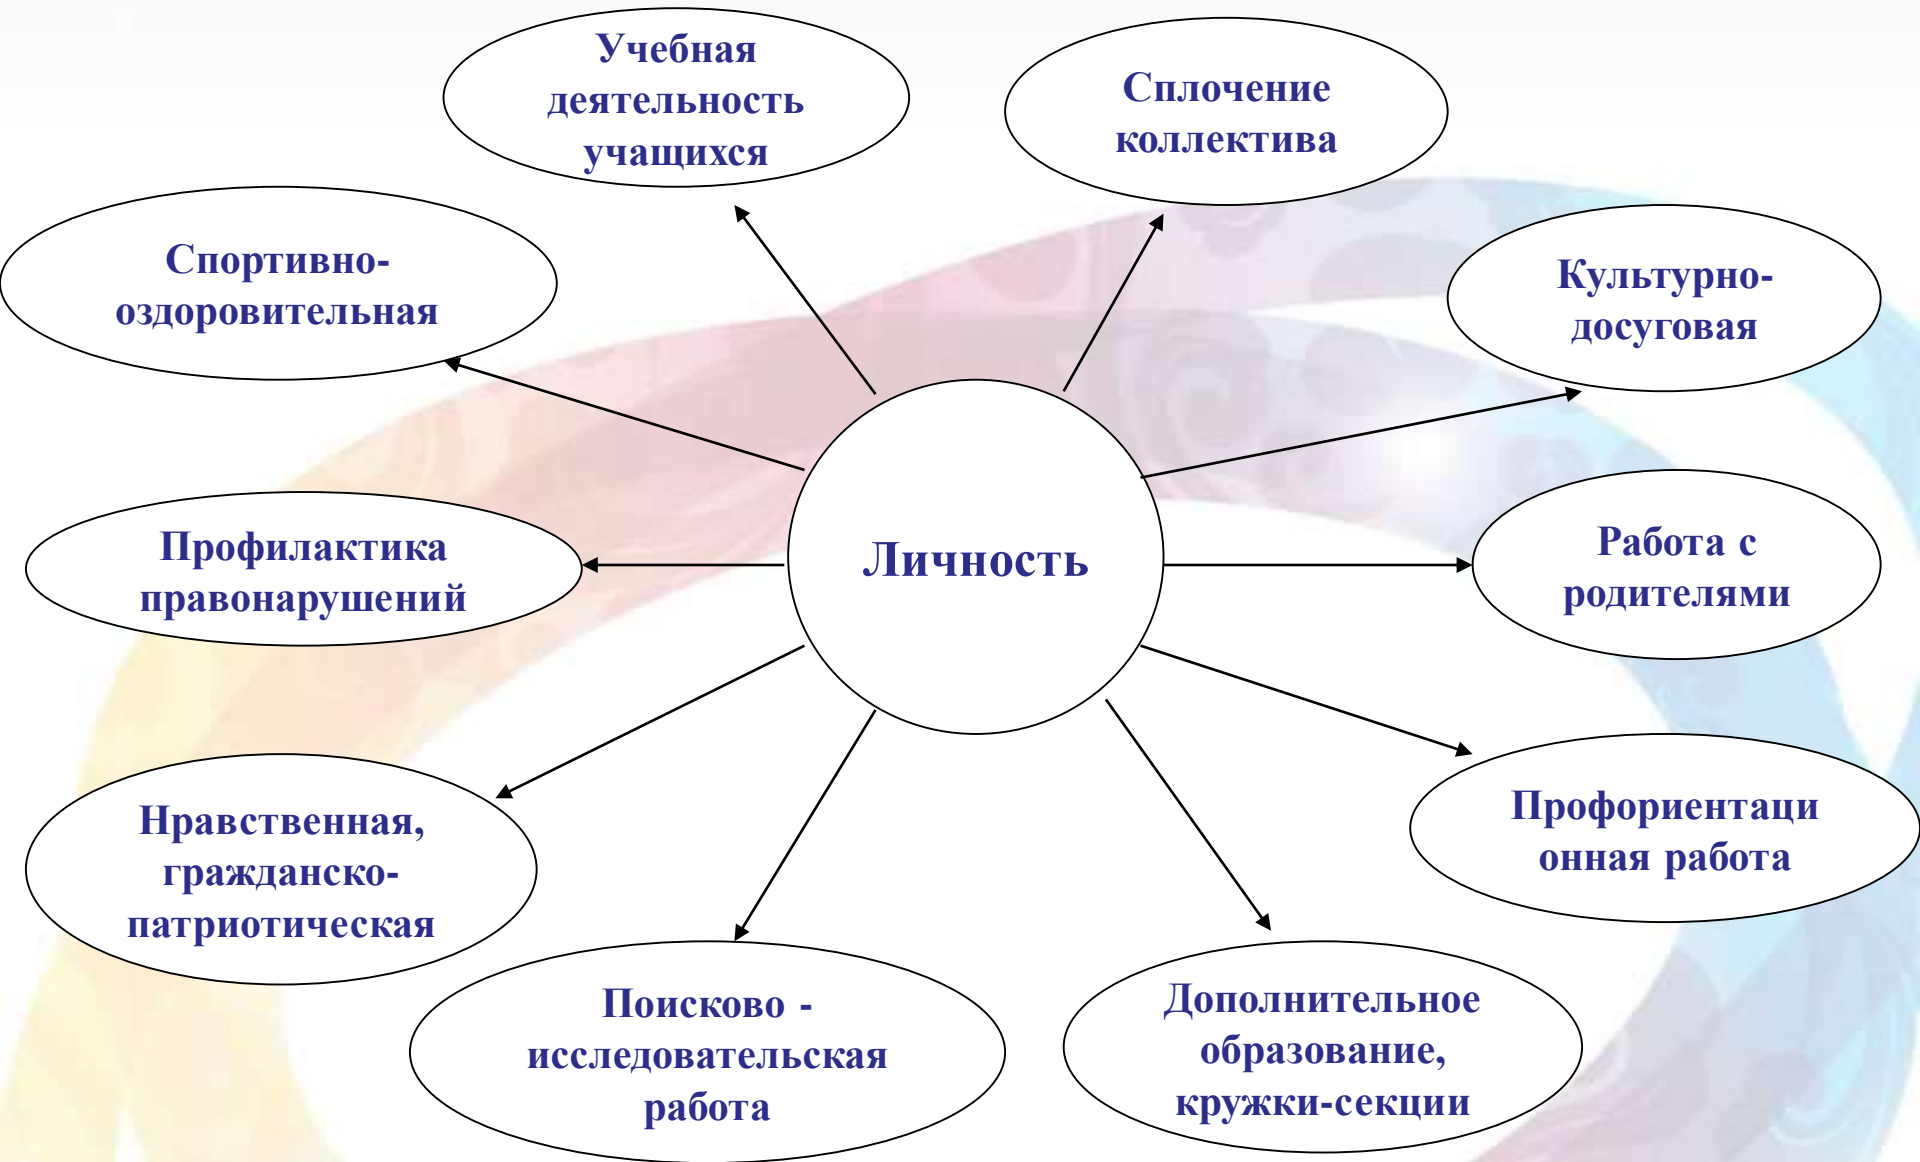 Учебная
деятельность
учащихся
Сплочение
коллектива
Спортивно-
оздоровительная
Культурно-
досуговая
Профилактика
правонарушений
Личность
Работа с
родителями
Нравственная,
гражданско-
патриотическая
Профориентаци
онная работа
Поисково -
исследовательская
работа
Дополнительное
образование,
кружки-секции